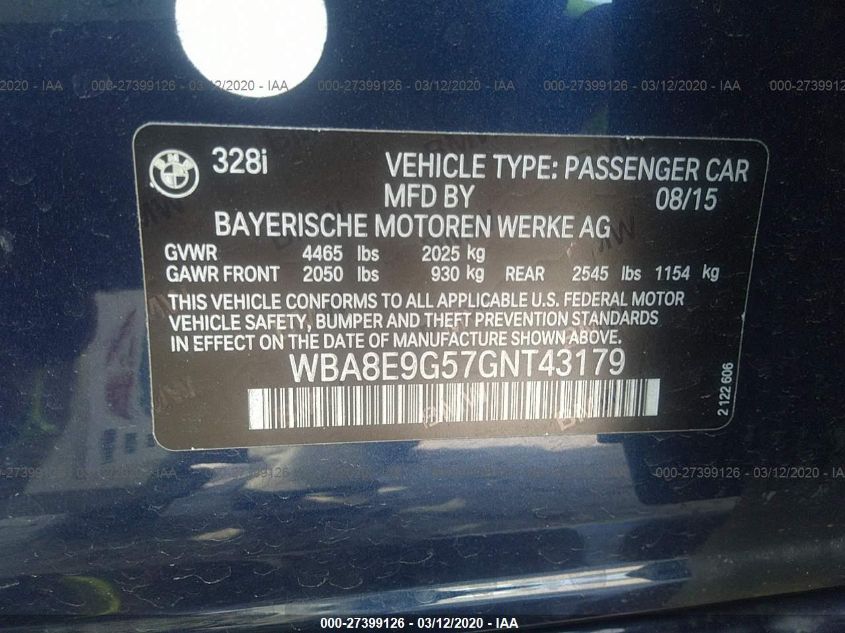 000-27399126 - 03/12/2020 - IAA
BMW
328i
VEHICLE TYPE: PASSENGER CAR
MFD BY 08/15
BAYERISCHE MOTOREN WERKE AG
GVWR 4465 lbs 2025 kg
GAWR FRONT 2050 lbs 930 kg REAR 2545 lbs 1154 kg
THIS VEHICLE CONFORMS TO ALL APPLICABLE U.S. FEDERAL MOTOR
VEHICLE SAFETY, BUMPER AND THEFT PREVENTION STANDARDS
IN EFFECT ON THE DATE OF MANUFACTURE SHOWN ABOVE.
WBA8E9G57GNT43179
2 122 606
000-27399126 - 03/12/2020 - IAA
000-27399126 - 03/12/2020 - IAA